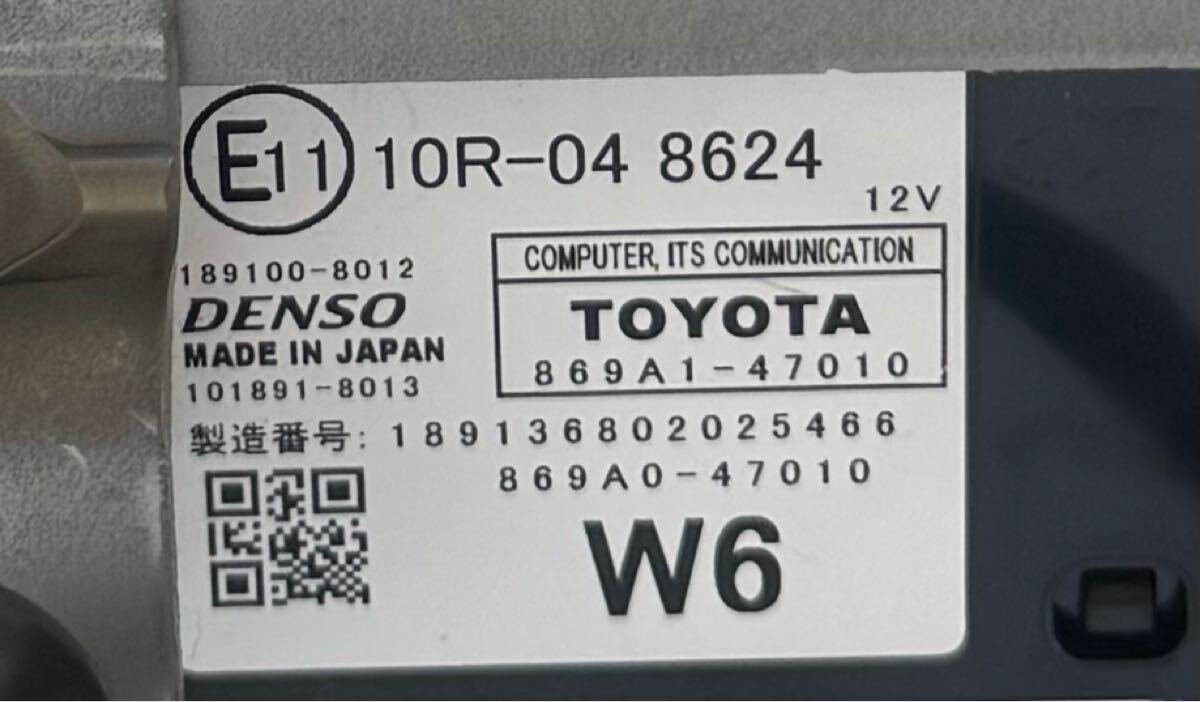 E11 10R-04 8624
12V
189100-8012
DENSO
MADE IN JAPAN
101891-8013
COMPUTER, ITS COMMUNICATION
TOYOTA
869A1-47010
製造番号: 189136802025466
869A0-47010
W6